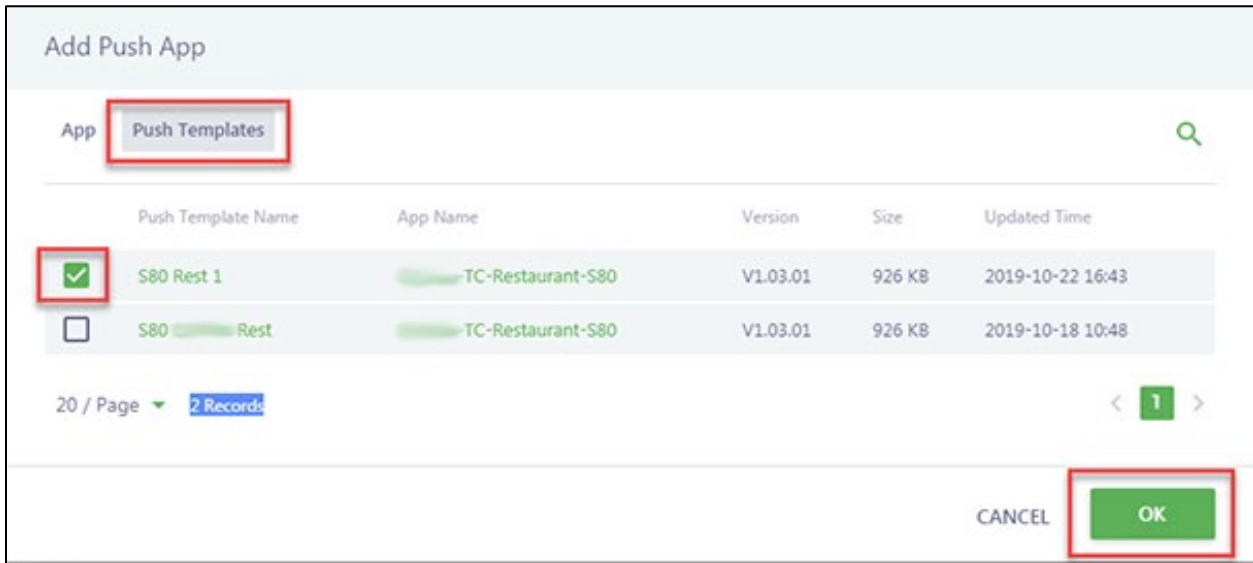 Add Push App
App Push Templates
Push Template Name App Name Version Size Updated Time
S80 Rest 1 -TC-Restaurant-S80 V1.03.01 926 KB 2019-10-22 16:43
S80 Rest -TC-Restaurant-S80 V1.03.01 926 KB 2019-10-18 10:48
20 / Page 2 Records < 1 >
CANCEL OK